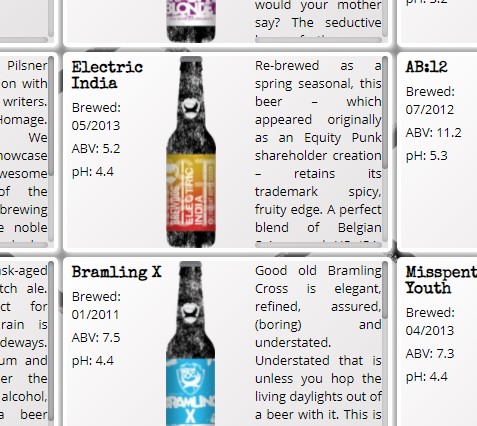 BLONDE
would your mother
say? The seductive
Pilsner
on with
writers.
Homage.
We
howcase
wesome
of the
brewing
e noble
Electric
India
Brewed:
05/2013
ABV: 5.2
pH: 4.4
ELECTRIC
INDIA
Re-brewed as a
spring seasonal, this
beer – which
appeared originally
as an Equity Punk
shareholder creation
– retains its
trademark spicy,
fruity edge. A perfect
blend of Belgian
AB:12
Brewed:
07/2012
ABV: 11.2
pH: 5.3
sk-aged
tch ale.
ct for
rain is
deways.
um and
er the
alcohol,
a beer
Bramling X
Brewed:
01/2011
ABV: 7.5
pH: 4.4
BRAMLING
X
Good old Bramling
Cross is elegant,
refined, assured,
(boring) and
understated.
Understated that is
unless you hop the
living daylights out of
a beer with it. This is
Misspent
Youth
Brewed:
04/2013
ABV: 7.3
pH: 4.4